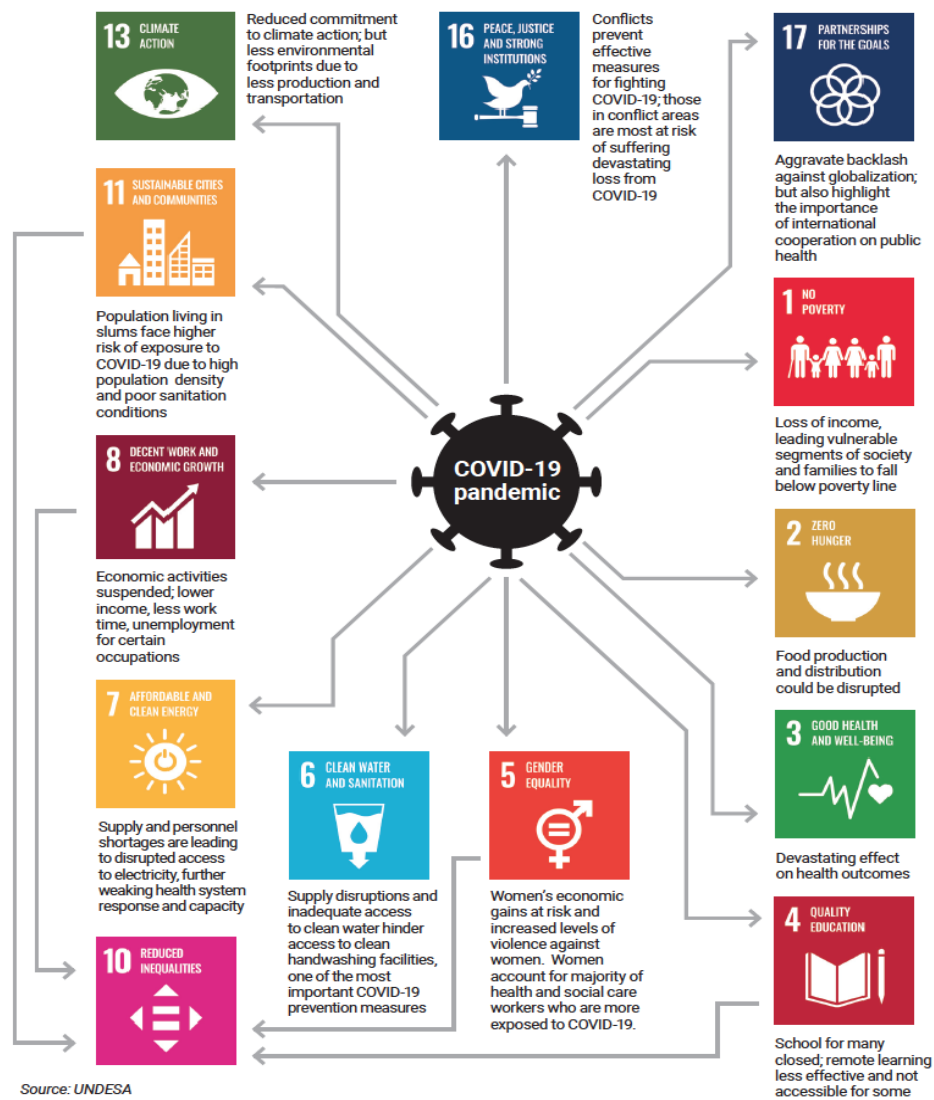 13 CLIMATE
ACTION
Reduced commitment
to climate action; but
less environmental
footprints due to
less production and
transportation
16 PEACE, JUSTICE
AND STRONG
INSTITUTIONS
Conflicts
prevent
effective
measures
for fighting
COVID-19; those
in conflict areas
are most at risk
of suffering
devastating
loss from
COVID-19
17 PARTNERSHIPS
FOR THE GOALS
Aggravate backlash
against globalization;
but also highlight
the importance
of international
cooperation on public
health
11 SUSTAINABLE CITIES
AND COMMUNITIES
Population living in
slums face higher
risk of exposure to
COVID-19 due to high
population density
and poor sanitation
conditions
1 NO
POVERTY
Loss of income,
leading vulnerable
segments of society
and families to fall
below poverty line
COVID-19
pandemic
8 DECENT WORK AND
ECONOMIC GROWTH
Economic activities
suspended; lower
income, less work
time, unemployment
for certain
occupations
2 ZERO
HUNGER
Food production
and distribution
could be disrupted
7 AFFORDABLE AND
CLEAN ENERGY
Supply and personnel
shortages are leading
to disrupted access
to electricity, further
weaking health system
response and capacity
6 CLEAN WATER
AND SANITATION
Supply disruptions and
inadequate access
to clean water hinder
access to clean
handwashing facilities,
one of the most
important COVID-19
prevention measures
5 GENDER
EQUALITY
Women's economic
gains at risk and
increased levels of
violence against
women. Women
account for majority of
health and social care
workers who are more
exposed to COVID-19.
3 GOOD HEALTH
AND WELL-BEING
Devastating effect
on health outcomes
4 QUALITY
EDUCATION
School for many
closed; remote learning
less effective and not
accessible for some
10 REDUCED
INEQUALITIES
Source: UNDESA